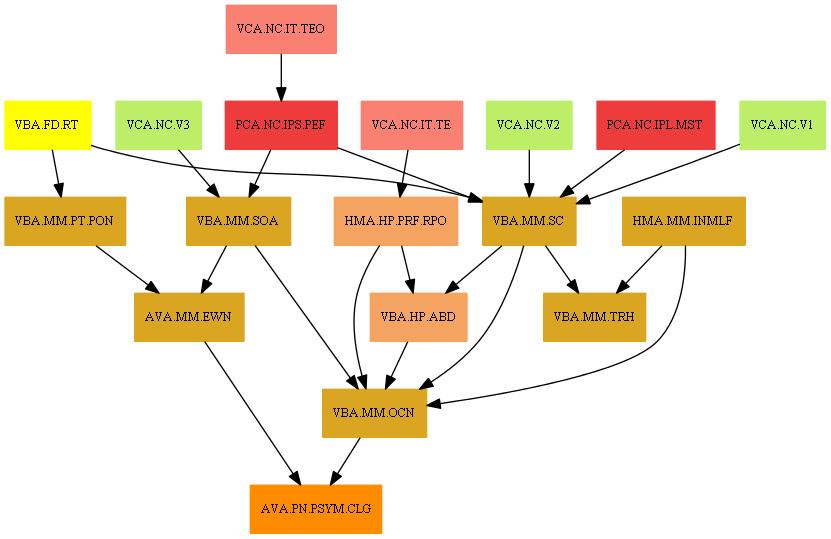 VCA.NC.IT.TEO
VBA.FD.RT
VCA.NC.V3
PCA.NC.IPS.PEF
VCA.NC.IT.TE
VCA.NC.V2
PCA.NC.IPL.MST
VCA.NC.V1
VBA.MM.PT.PON
VBA.MM.SOA
HMA.HP.PRF.RPO
VBA.MM.SC
HMA.MM.INMLF
AVA.MM.EWN
VBA.HP.ABD
VBA.MM.TRH
VBA.MM.OCN
AVA.PN.PSYM.CLG